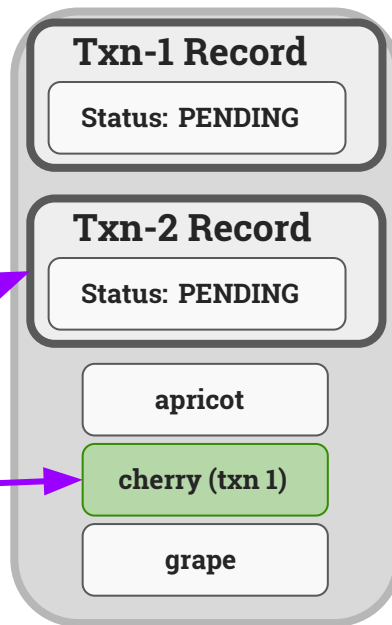 Txn-1 Record
Status: PENDING
Txn-2 Record
Status: PENDING
apricot
cherry (txn 1)
grape